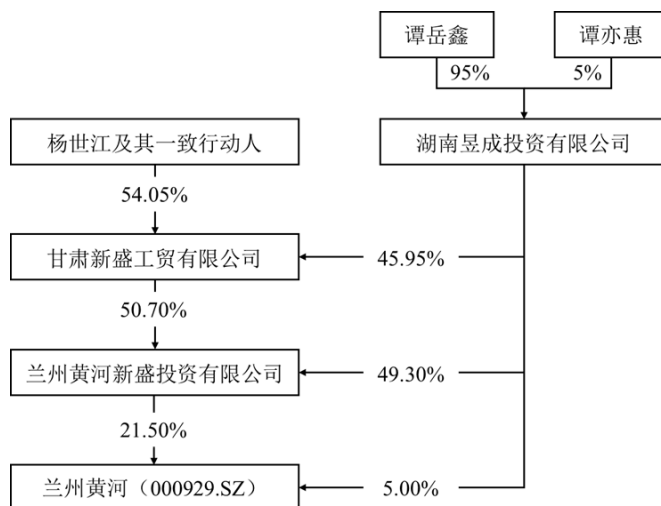 谭岳鑫
谭亦惠
95%
5%
杨世江及其一致行动人
湖南昱成投资有限公司
54.05%
甘肃新盛工贸有限公司
45.95%
50.70%
兰州黄河新盛投资有限公司
49.30%
21.50%
兰州黄河（000929.SZ）
5.00%